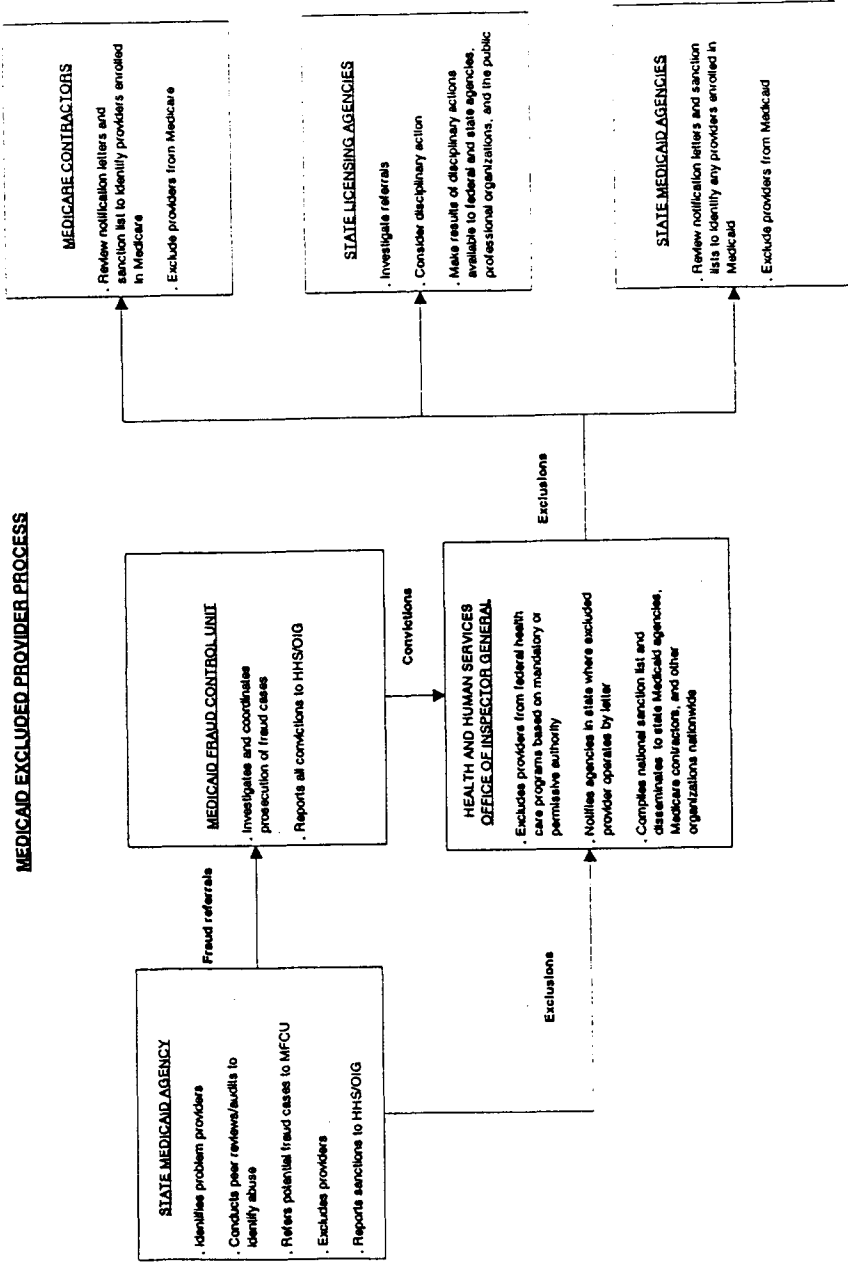 MEDICAID EXCLUDED PROVIDER PROCESS
STATE MEDICAID AGENCY
. Identifies problem providers
. Conducts peer reviews/audits to
identify abuse
. Refers potential fraud cases to MFCU
. Excludes providers
. Reports sanctions to HHS/OIG
Fraud referrals
Exclusions
MEDICAID FRAUD CONTROL UNIT
. Investigates and coordinates
prosecution of fraud cases
. Reports all convictions to HHS/OIG
Convictions
HEALTH AND HUMAN SERVICES
OFFICE OF INSPECTOR GENERAL
. Excludes providers from federal health
care programs based on mandatory or
permissive authority
. Notifies agencies in state where excluded
provider operates by letter
. Compiles national sanction list and
disseminates to state Medicaid agencies,
Medicare contractors, and other
organizations nationwide
Exclusions
MEDICARE CONTRACTORS
. Review notification letters and
sanction list to identify providers enrolled
in Medicare
. Exclude providers from Medicare
STATE LICENSING AGENCIES
. Investigate referrals
. Consider disciplinary action
. Make results of disciplinary actions
available to federal and state agencies,
professional organizations, and the public
STATE MEDICAID AGENCIES
. Review notification letters and sanction
lists to identify any providers enrolled in
Medicaid
. Exclude providers from Medicaid